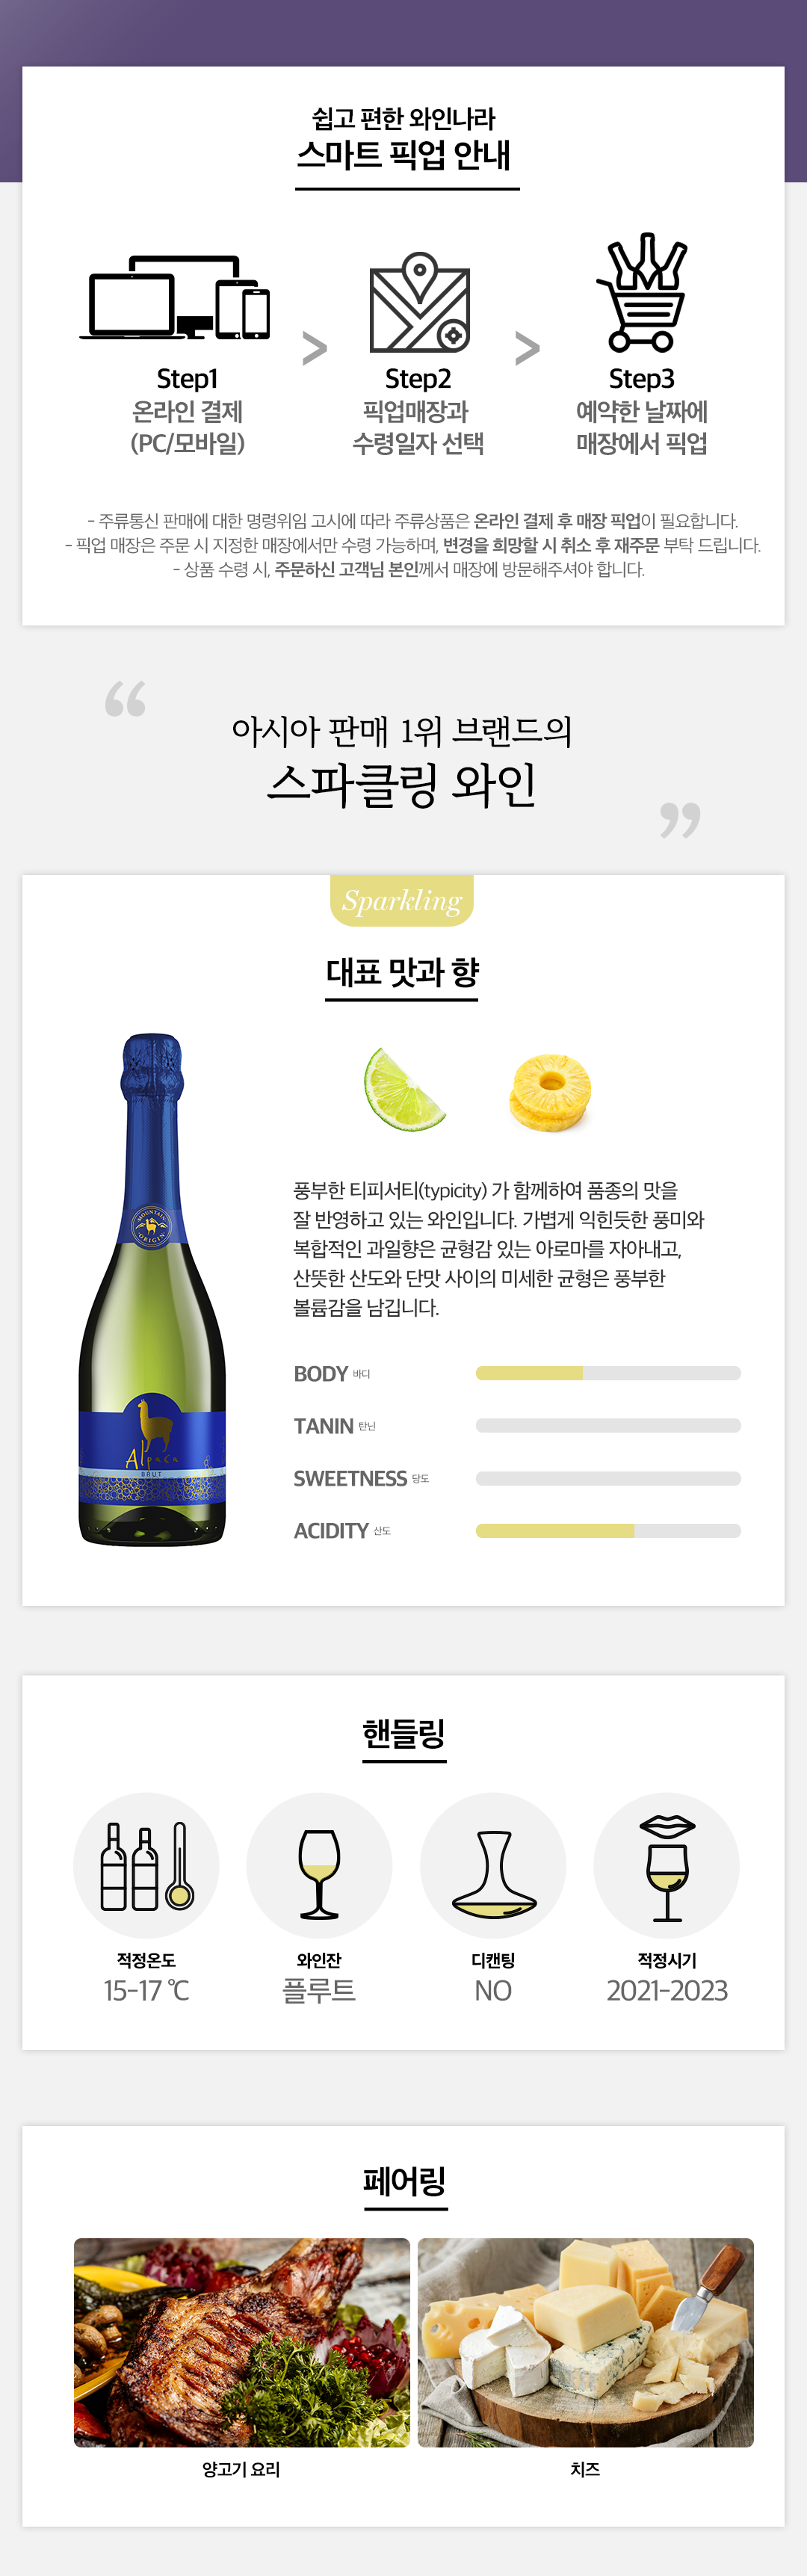 쉽고 편한 와인나라
스마트 픽업 안내
Step1
온라인 결제
(PC/모바일)
>
Step2
픽업매장과
수령일자 선택
>
Step3
예약한 날짜에
매장에서 픽업
- 주류통신 판매에 대한 명령위임 고시에 따라 주류상품은 온라인 결제 후 매장 픽업이 필요합니다.
- 픽업 매장은 주문 시 지정한 매장에서만 수령 가능하며, 변경을 희망할 시 취소 후 재주문 부탁 드립니다.
- 상품 수령 시, 주문하신 고객님 본인께서 매장에 방문해주셔야 합니다.
“
아시아 판매 1위 브랜드의
스파클링 와인
”
Sparkling
대표 맛과 향
풍부한 티피서티(typicity) 가 함께하여 품종의 맛을
잘 반영하고 있는 와인입니다. 가볍게 익힌듯한 풍미와
복합적인 과일향은 균형감 있는 아로마를 자아내고,
산뜻한 산도와 단맛 사이의 미세한 균형은 풍부한
볼륨감을 남깁니다.
MOUNTAIN
ORIGIN
Alpaca
BRUT
BODY 바디
TANIN 탄닌
SWEETNESS 당도
ACIDITY 산도
핸들링
적정온도
15-17 ℃
와인잔
플루트
디캔팅
NO
적정시기
2021-2023
페어링
양고기 요리
치즈